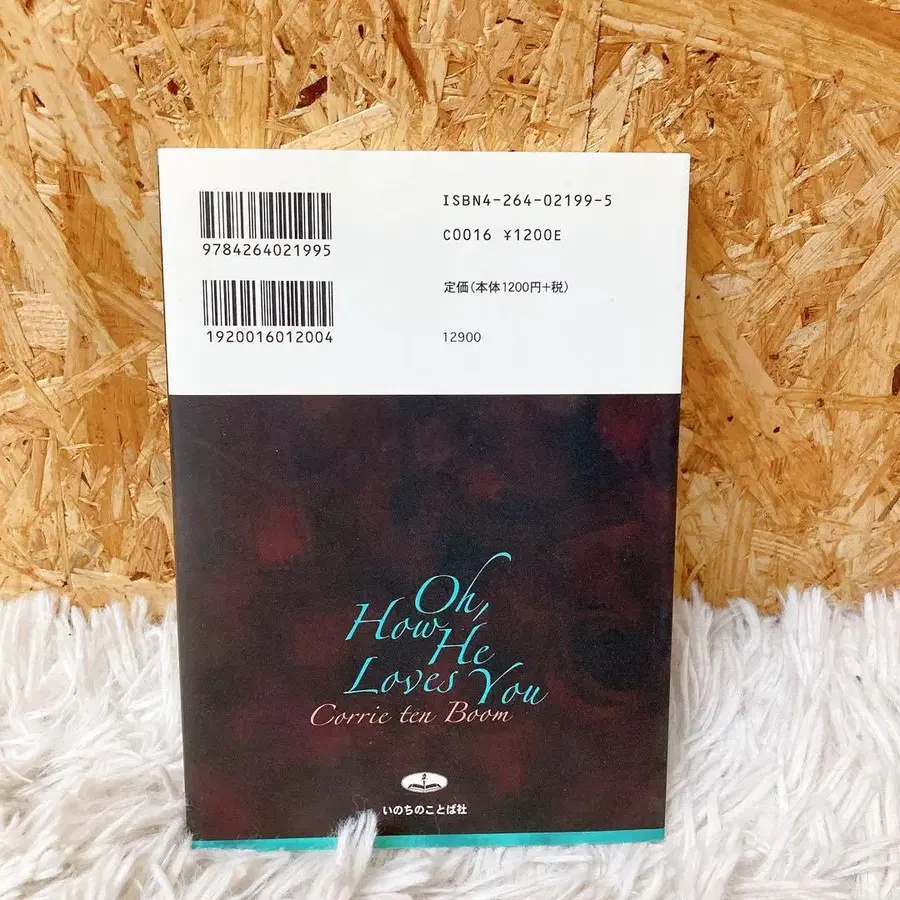 ISBN4-264-02199-5
C0016 ¥1200E
9784264021995
定価(本体1200円+税)
1920016012004
12900
Oh,
How He
Loves You
Corrie ten Boom
いのちのことば社